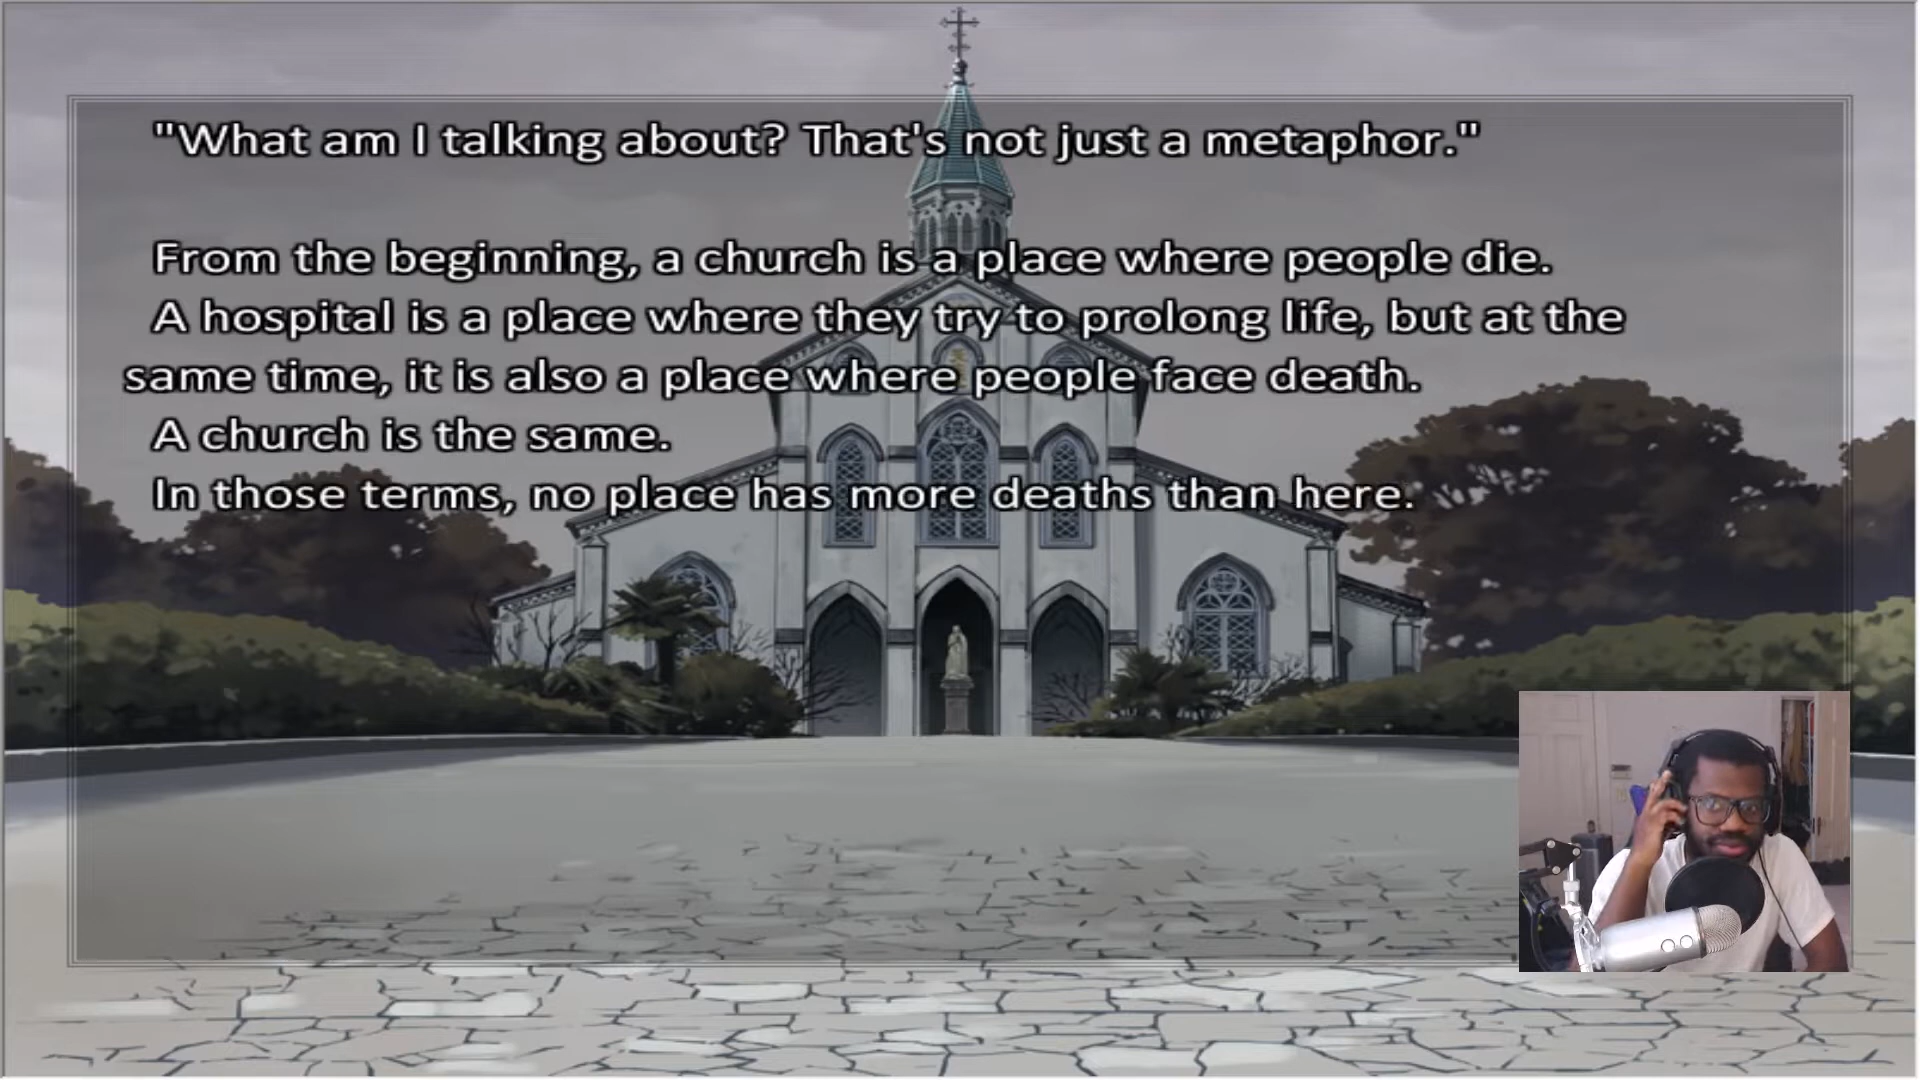 "What am I talking about? That's not just a metaphor."
From the beginning, a church is a place where people die.
A hospital is a place where they try to prolong life, but at the
same time, it is also a place where people face death.
A church is the same.
In those terms, no place has more deaths than here.